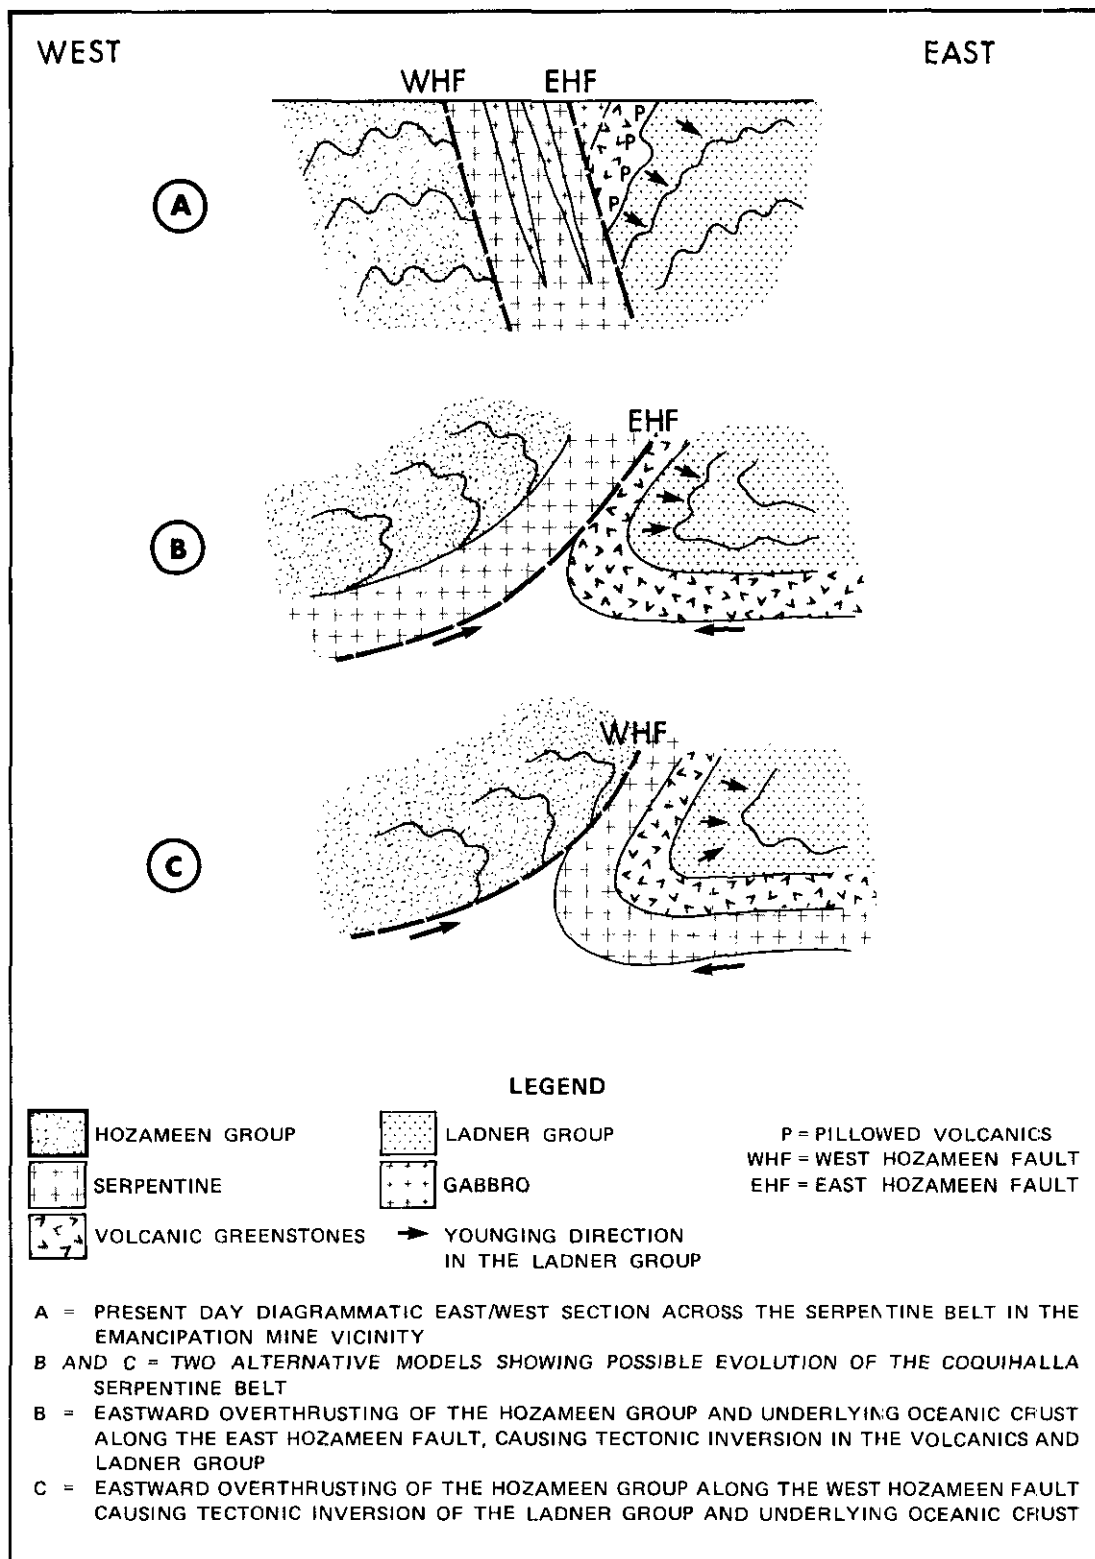 WEST
EAST
WHF
EHF
P
P
P
P
A
EHF
B
WHF
C
LEGEND
HOZAMEEN GROUP
LADNER GROUP
P = PILLOWED VOLCANICS
WHF = WEST HOZAMEEN FAULT
SERPENTINE
GABBRO
EHF = EAST HOZAMEEN FAULT
VOLCANIC GREENSTONES
YOUNGING DIRECTION
IN THE LADNER GROUP
A = PRESENT DAY DIAGRAMMATIC EAST/WEST SECTION ACROSS THE SERPENTINE BELT IN THE
EMANCIPATION MINE VICINITY
B AND C = TWO ALTERNATIVE MODELS SHOWING POSSIBLE EVOLUTION OF THE COQUIHALLA
SERPENTINE BELT
B = EASTWARD OVERTHRUSTING OF THE HOZAMEEN GROUP AND UNDERLYING OCEANIC CRUST
ALONG THE EAST HOZAMEEN FAULT, CAUSING TECTONIC INVERSION IN THE VOLCANICS AND
LADNER GROUP
C = EASTWARD OVERTHRUSTING OF THE HOZAMEEN GROUP ALONG THE WEST HOZAMEEN FAULT
CAUSING TECTONIC INVERSION OF THE LADNER GROUP AND UNDERLYING OCEANIC CRUST